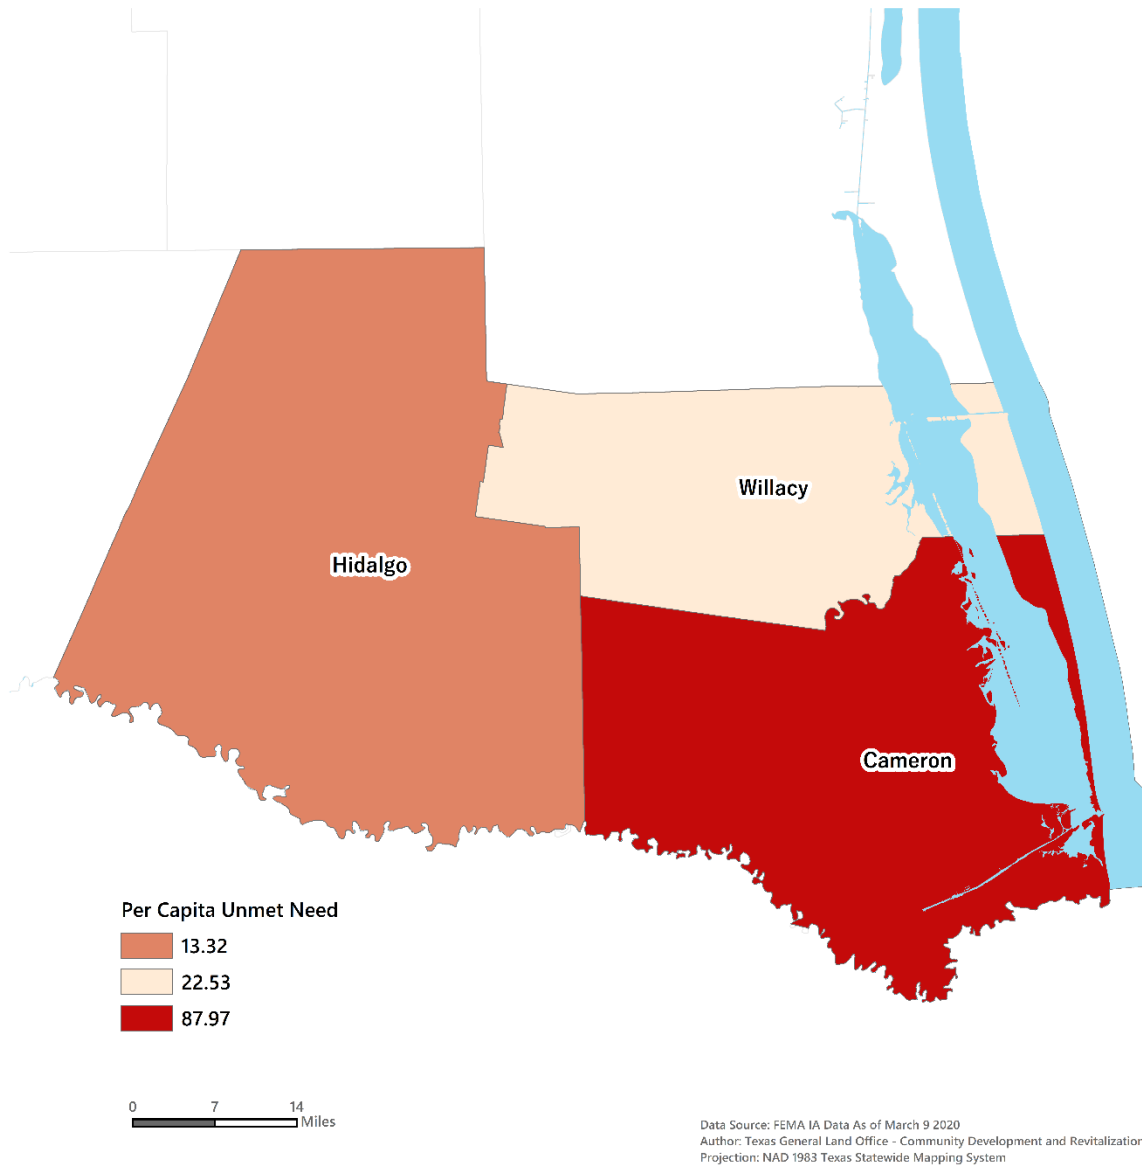 Willacy
Hidalgo
Cameron
Per Capita Unmet Need
13.32
22.53
87.97
0 7 14
Miles
Data Source: FEMA IA Data As of March 9 2020
Author: Texas General Land Office - Community Development and Revitalization
Projection: NAD 1983 Texas Statewide Mapping System